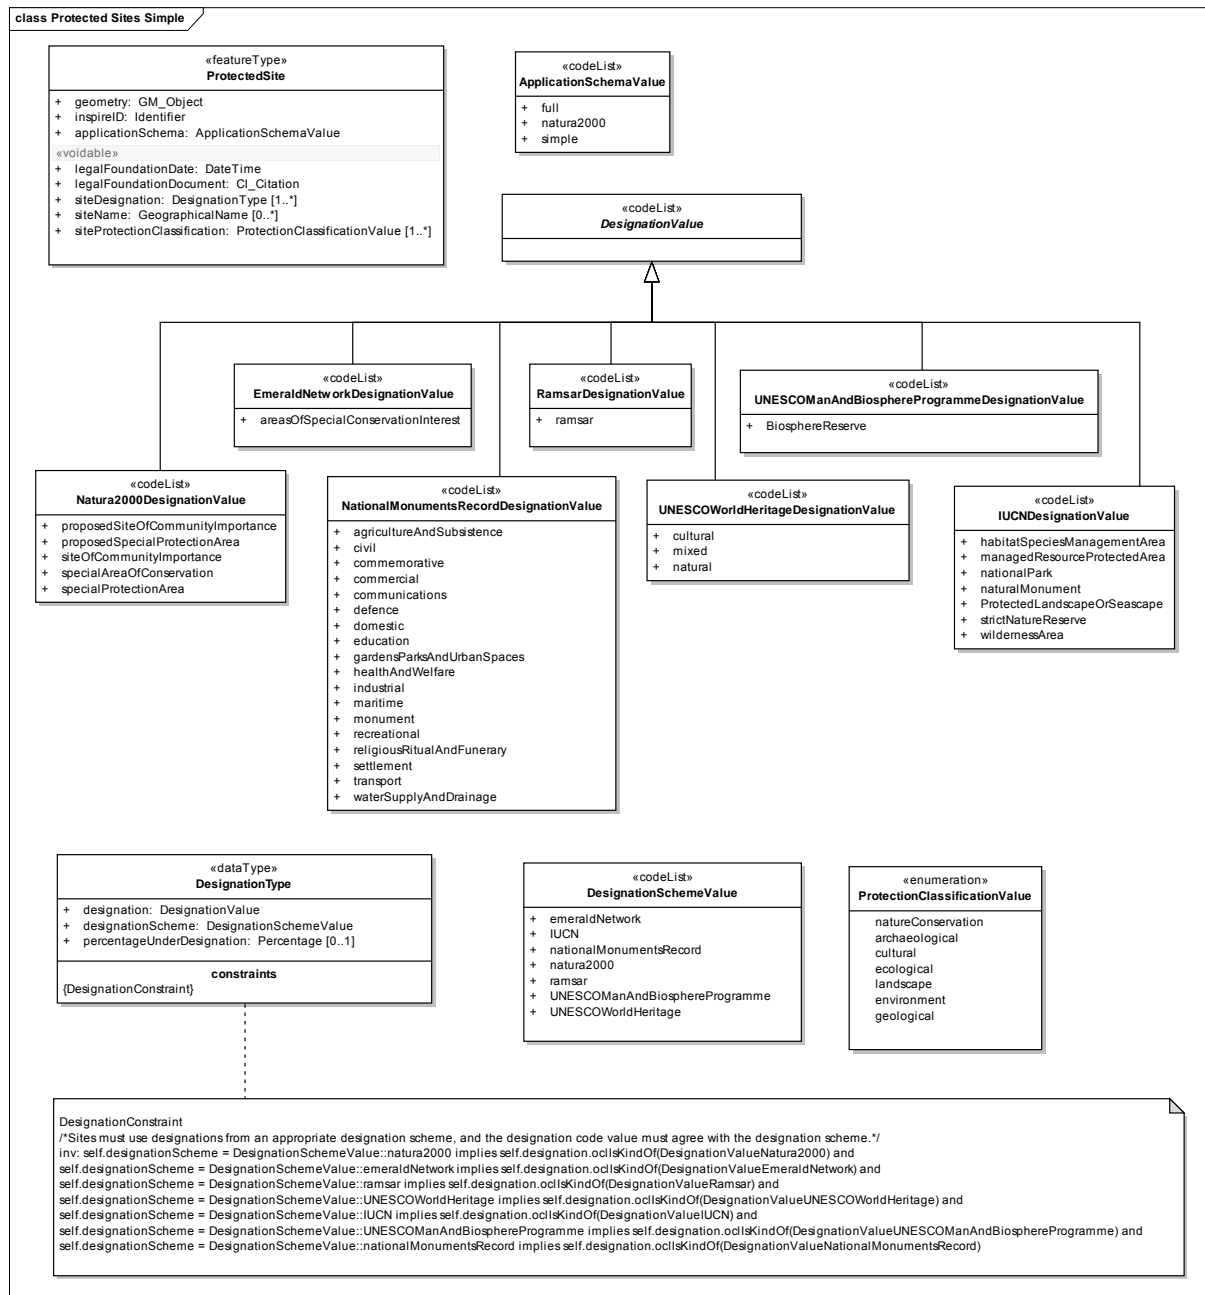 class Protected Sites Simple
«featureType»
ProtectedSite
+ geometry: GM_Object
+ inspireID: Identifier
+ applicationSchema: ApplicationSchemaValue
«voidable»
+ legalFoundationDate: DateTime
+ legalFoundationDocument: CI_Citation
+ siteDesignation: DesignationType [1..*]
+ siteName: GeographicalName [0..*]
+ siteProtectionClassification: ProtectionClassificationValue [1..*]
«codeList»
ApplicationSchemaValue
+ full
+ natura2000
+ simple
«codeList»
DesignationValue
«codeList»
EmeraldNetworkDesignationValue
+ areasOfSpecialConservationInterest
«codeList»
RamsarDesignationValue
+ ramsar
«codeList»
UNESCOManAndBiosphereProgrammeDesignationValue
+ BiosphereReserve
«codeList»
Natura2000DesignationValue
+ proposedSiteOfCommunityImportance
+ proposedSpecialProtectionArea
+ siteOfCommunityImportance
+ specialAreaOfConservation
+ specialProtectionArea
«codeList»
NationalMonumentsRecordDesignationValue
+ agricultureAndSubsistence
+ civil
+ commemorative
+ commercial
+ communications
+ defence
+ domestic
+ education
+ gardensParksAndUrbanSpaces
+ healthAndWelfare
+ industrial
+ maritime
+ monument
+ recreational
+ religiousRitualAndFunerary
+ settlement
+ transport
+ waterSupplyAndDrainage
«codeList»
UNESCOWorldHeritageDesignationValue
+ cultural
+ mixed
+ natural
«codeList»
IUCNDesignationValue
+ habitatSpeciesManagementArea
+ managedResourceProtectedArea
+ nationalPark
+ naturalMonument
+ ProtectedLandscapeOrSeascape
+ strictNatureReserve
+ wildernessArea
«dataType»
DesignationType
+ designation: DesignationValue
+ designationScheme: DesignationSchemeValue
+ percentageUnderDesignation: Percentage [0..1]
constraints
{DesignationConstraint}
«codeList»
DesignationSchemeValue
+ emeraldNetwork
+ IUCN
+ nationalMonumentsRecord
+ natura2000
+ ramsar
+ UNESCOManAndBiosphereProgramme
+ UNESCOWorldHeritage
«enumeration»
ProtectionClassificationValue
natureConservation
archaeological
cultural
ecological
landscape
environment
geological
DesignationConstraint
/*Sites must use designations from an appropriate designation scheme, and the designation code value must agree with the designation scheme.*/
inv: self.designationScheme = DesignationSchemeValue::natura2000 implies self.designation.oclIsKindOf(DesignationValueNatura2000) and
self.designationScheme = DesignationSchemeValue::emeraldNetwork implies self.designation.oclIsKindOf(DesignationValueEmeraldNetwork) and
self.designationScheme = DesignationSchemeValue::ramsar implies self.designation.oclIsKindOf(DesignationValueRamsar) and
self.designationScheme = DesignationSchemeValue::UNESCOWorldHeritage implies self.designation.oclIsKindOf(DesignationValueUNESCOWorldHeritage) and
self.designationScheme = DesignationSchemeValue::IUCN implies self.designation.oclIsKindOf(DesignationValueIUCN) and
self.designationScheme = DesignationSchemeValue::UNESCOManAndBiosphereProgramme implies self.designation.oclIsKindOf(DesignationValueUNESCOManAndBiosphereProgramme) and
self.designationScheme = DesignationSchemeValue::nationalMonumentsRecord implies self.designation.oclIsKindOf(DesignationValueNationalMonumentsRecord)